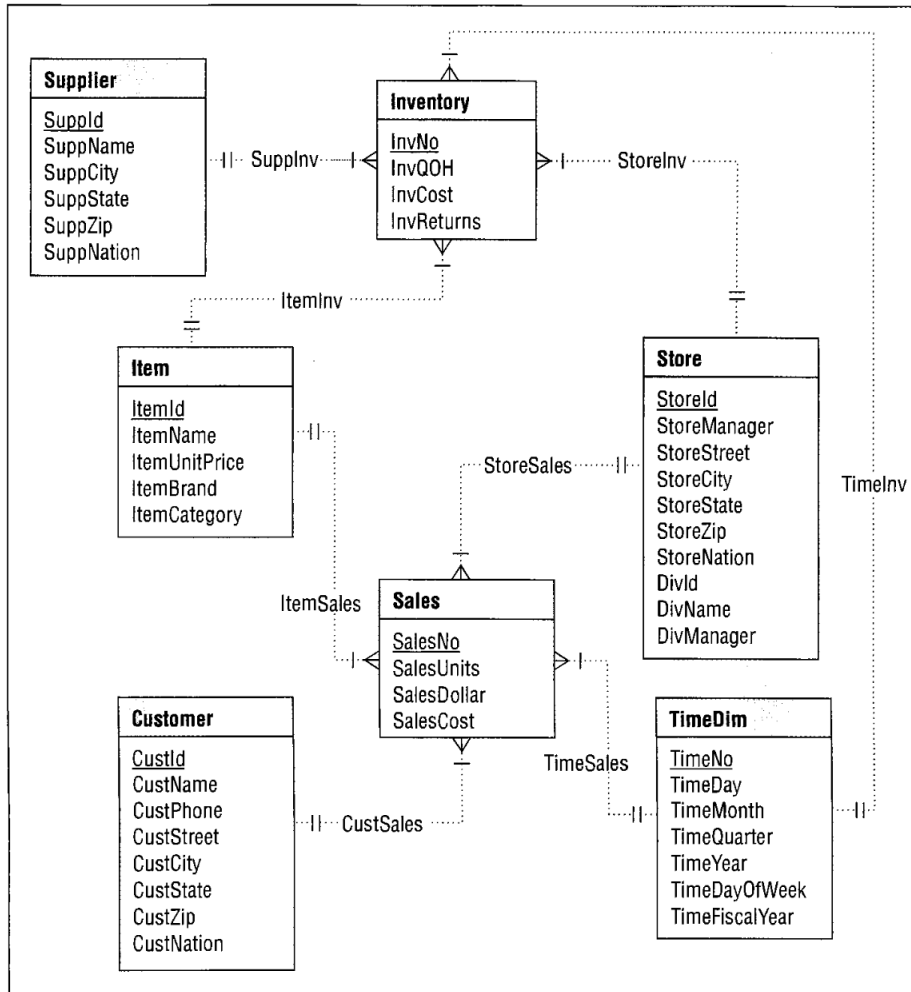 Supplier
SuppId
SuppName
SuppCity
SuppState
SuppZip
SuppNation
SuppInv
Inventory
InvNo
InvQOH
InvCost
InvReturns
StoreInv
ItemInv
Item
ItemId
ItemName
ItemUnitPrice
ItemBrand
ItemCategory
Store
StoreId
StoreManager
StoreStreet
StoreCity
StoreState
StoreZip
StoreNation
DivId
DivName
DivManager
StoreSales
TimeInv
ItemSales
Sales
SalesNo
SalesUnits
SalesDollar
SalesCost
Customer
CustId
CustName
CustPhone
CustStreet
CustCity
CustState
CustZip
CustNation
CustSales
TimeSales
TimeDim
TimeNo
TimeDay
TimeMonth
TimeQuarter
TimeYear
TimeDayOfWeek
TimeFiscalYear